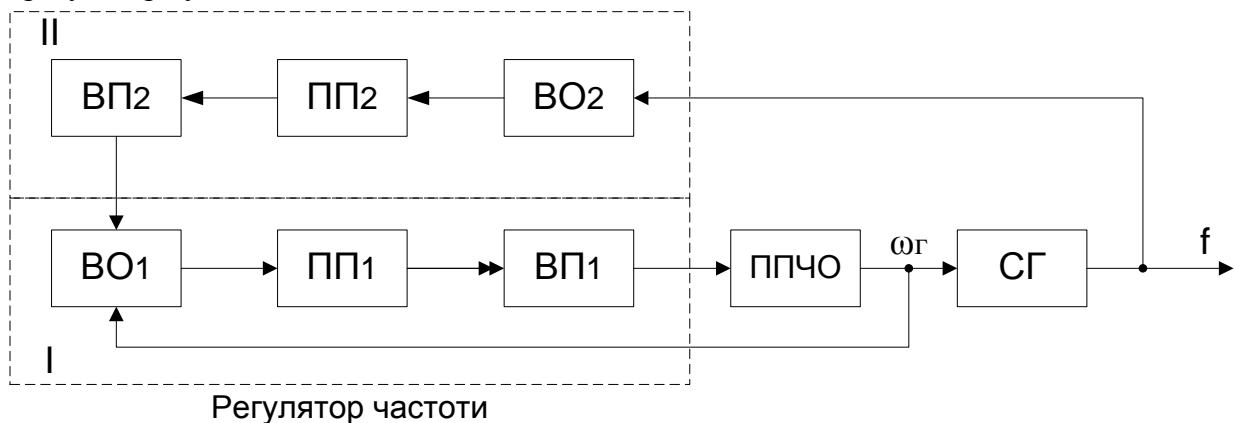 II
ВП2 ПП2 ВО2
ВО1 ПП1 ВП1 ППЧО ωг СГ f
I
Регулятор частоти